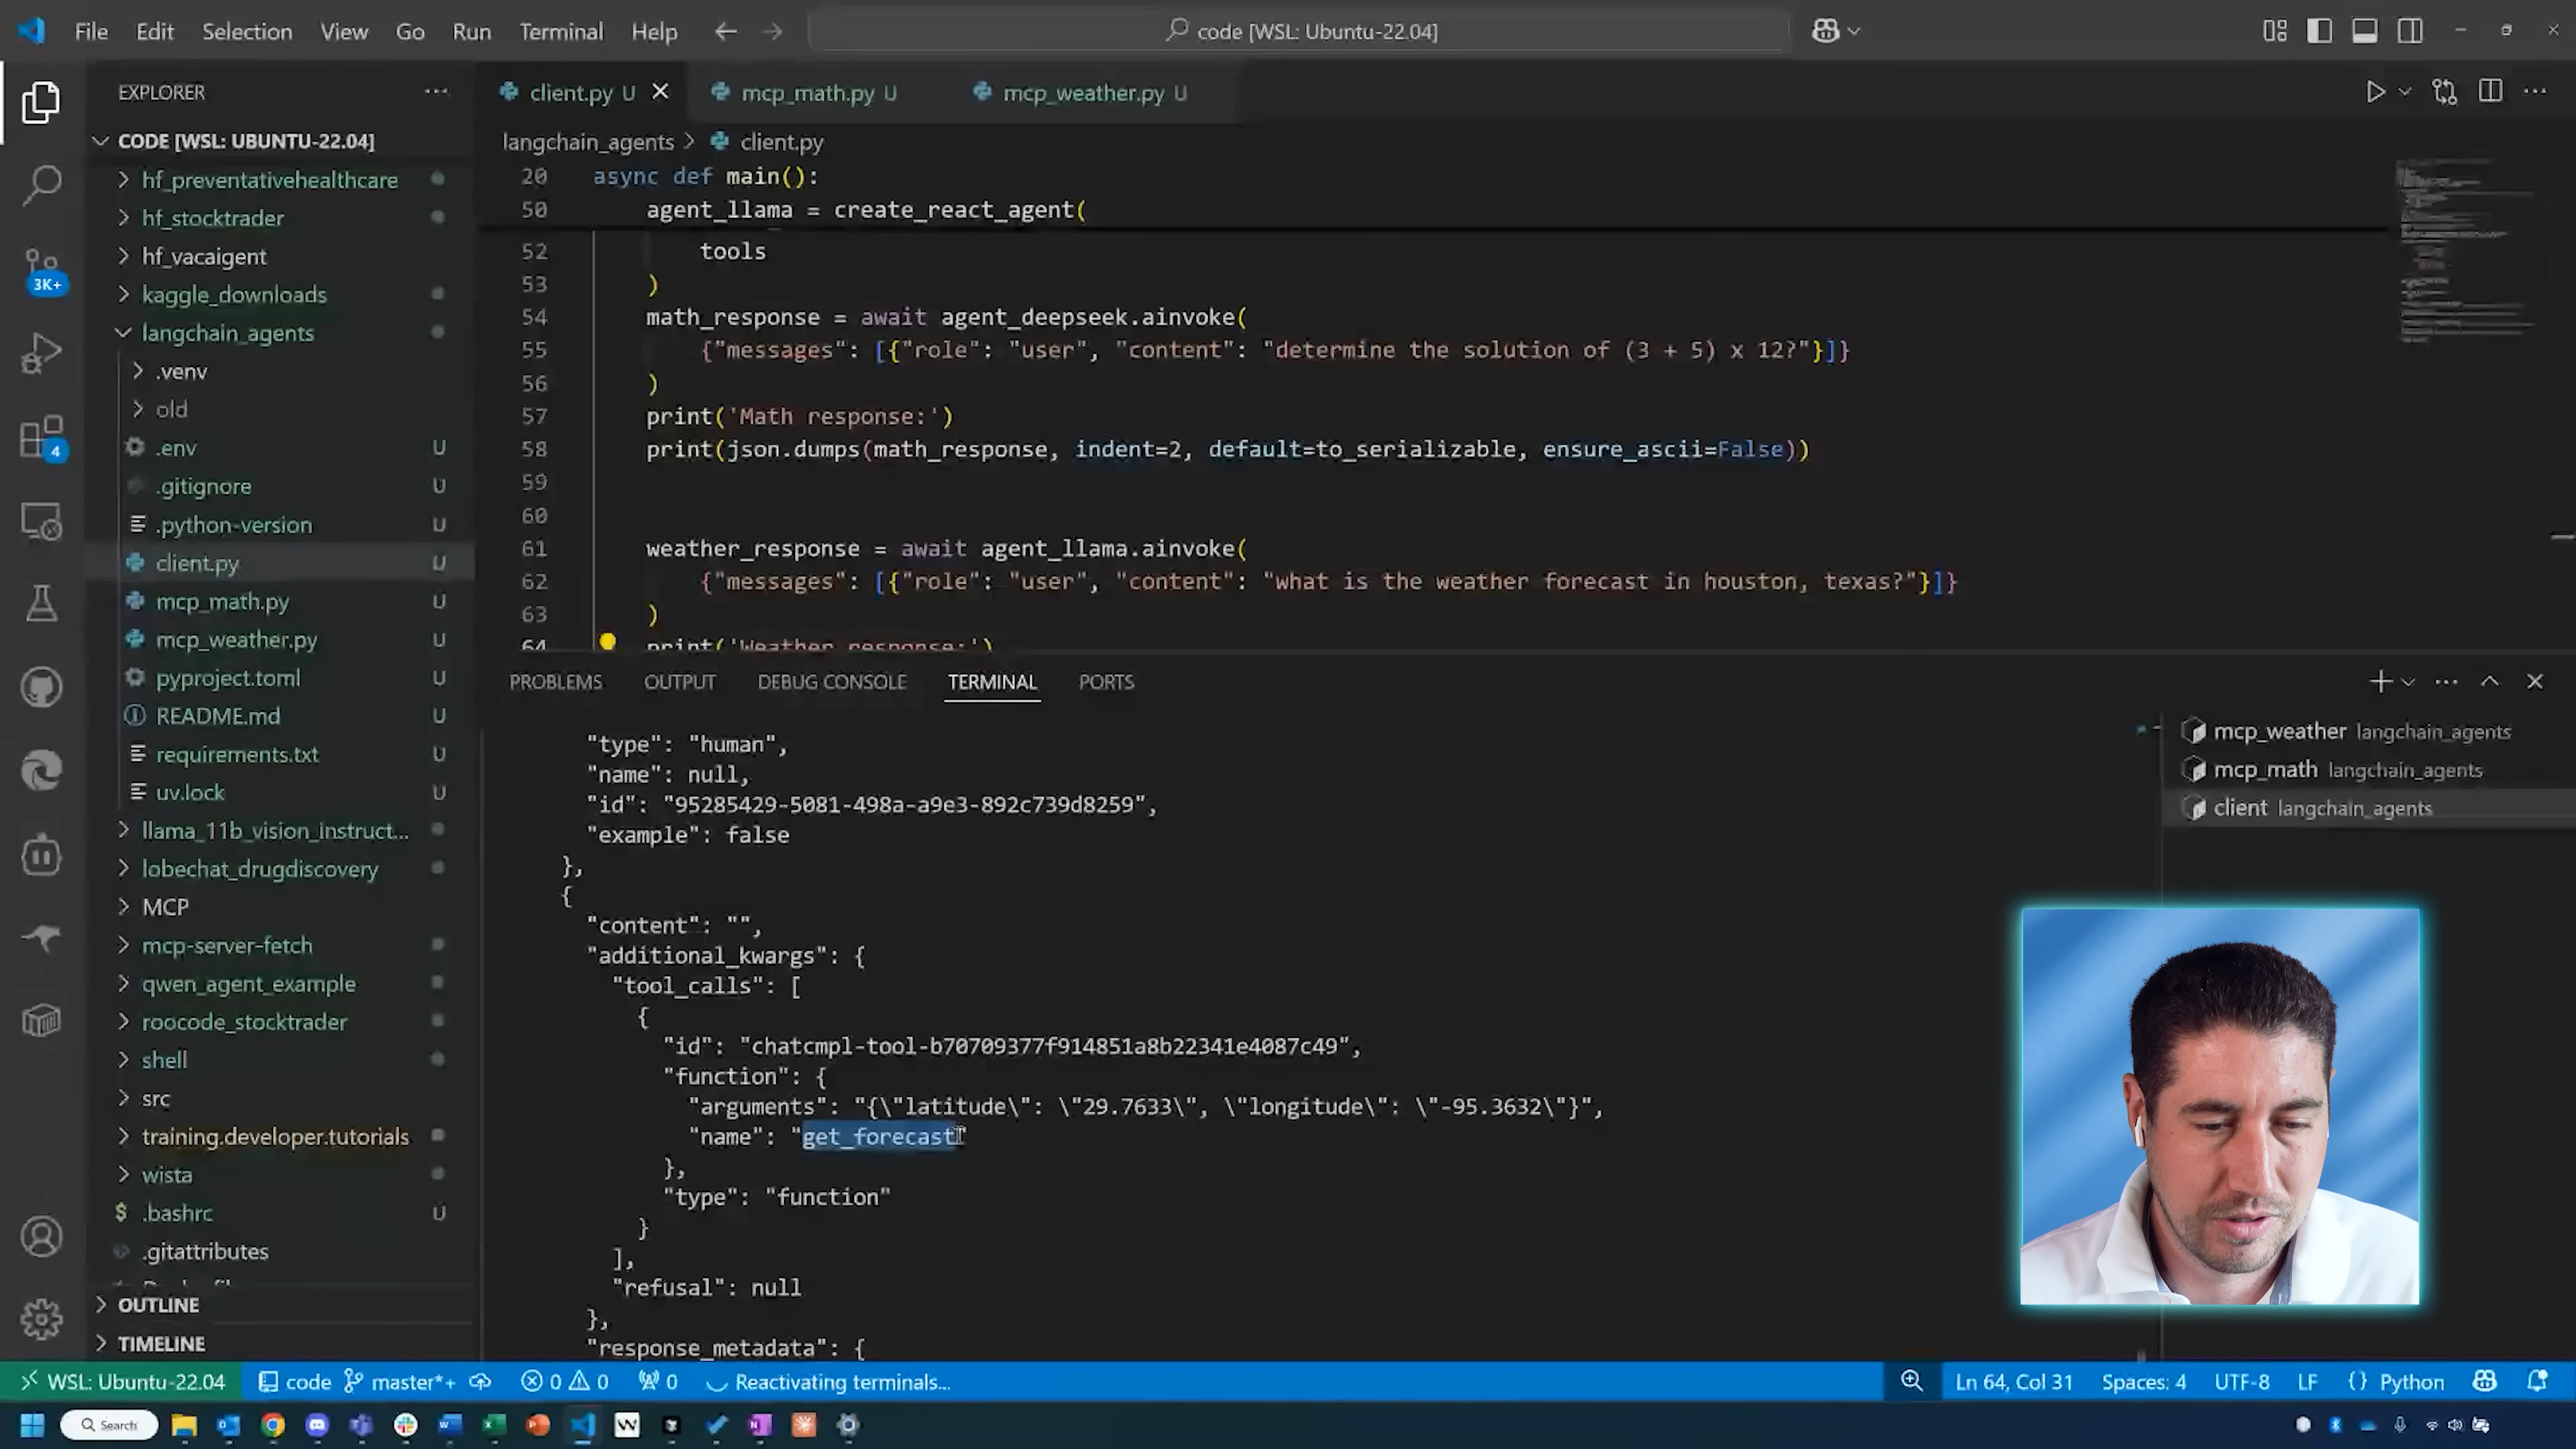 File Edit Selection View Go Run Terminal Help
code [WSL: Ubuntu-22.04]
EXPLORER
CODE [WSL: UBUNTU-22.04]
hf_preventativehealthcare
hf_stocktrader
hf_vacaigent
kaggle_downloads
langchain_agents
.venv
old
.env U
.gitignore U
.python-version U
client.py U
mcp_math.py U
mcp_weather.py U
pyproject.toml U
README.md U
requirements.txt U
uv.lock U
llama_11b_vision_instruct...
lobechat_drugdiscovery
MCP
mcp-server-fetch
qwen_agent_example
roocode_stocktrader
shell
src
training.developer.tutorials
wista
.bashrc U
.gitattributes
OUTLINE
TIMELINE
3K+
4
client.py U mcp_math.py U mcp_weather.py U
langchain_agents > client.py
20 async def main():
50 agent_llama = create_react_agent(
52 tools
53 )
54 math_response = await agent_deepseek.ainvoke(
55 {"messages": [{"role": "user", "content": "determine the solution of (3 + 5) x 12?"}]}
56 )
57 print('Math response:')
58 print(json.dumps(math_response, indent=2, default=to_serializable, ensure_ascii=False))
59
60
61 weather_response = await agent_llama.ainvoke(
62 {"messages": [{"role": "user", "content": "what is the weather forecast in houston, texas?"}]}
63 )
64 print('Weather response:')
PROBLEMS OUTPUT DEBUG CONSOLE TERMINAL PORTS
"type": "human",
"name": null,
"id": "95285429-5081-498a-a9e3-892c739d8259",
"example": false
},
{
"content": "",
"additional_kwargs": {
"tool_calls": [
{
"id": "chatcmpl-tool-b70709377f914851a8b22341e4087c49",
"function": {
"arguments": "{\"latitude\": \"29.7633\", \"longitude\": \"-95.3632\"}",
"name": "get_forecast"
},
"type": "function"
}
],
"refusal": null
},
"response_metadata": {
mcp_weather langchain_agents
mcp_math langchain_agents
client langchain_agents
WSL: Ubuntu-22.04 code master*+ 0 0 0 Reactivating terminals... Ln 64, Col 31 Spaces: 4 UTF-8 LF {} Python
Search